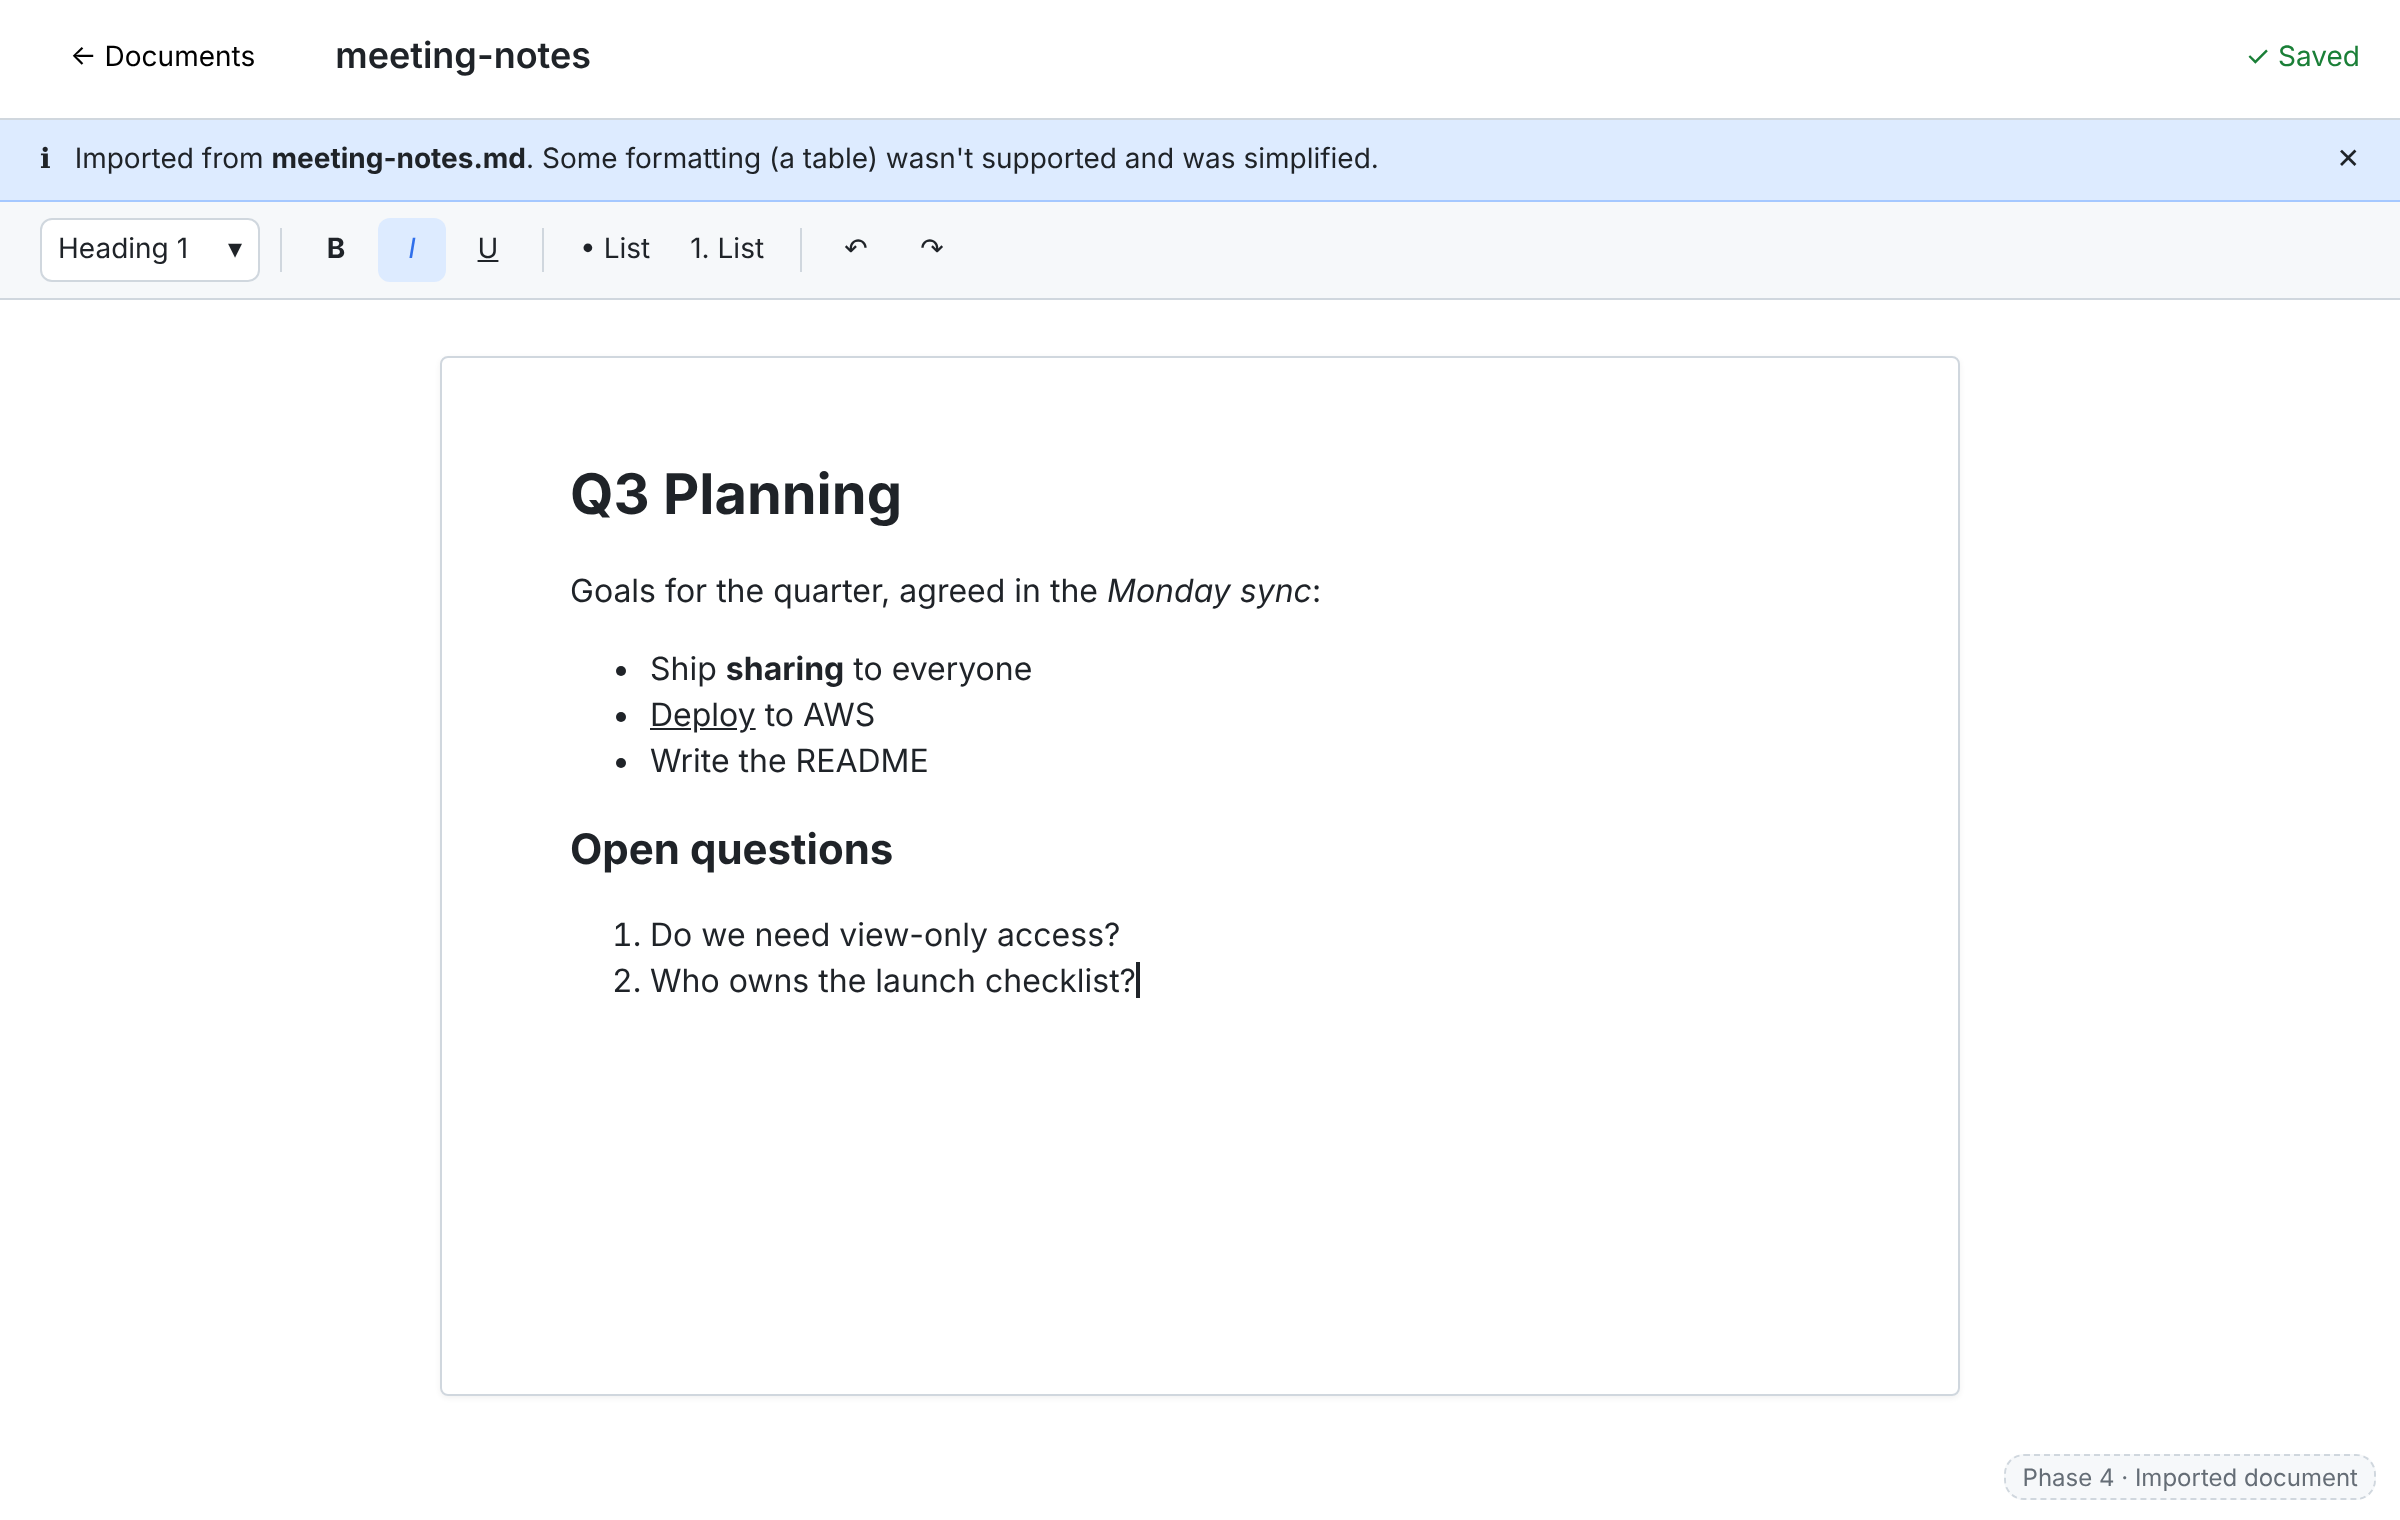 ← Documents meeting-notes ✓ Saved
i Imported from meeting-notes.md. Some formatting (a table) wasn't supported and was simplified. ✕
Heading 1 ▾ B I U • List 1. List ↶ ↷
Q3 Planning
Goals for the quarter, agreed in the Monday sync:
• Ship sharing to everyone
• Deploy to AWS
• Write the README
Open questions
1. Do we need view-only access?
2. Who owns the launch checklist?
Phase 4 · Imported document